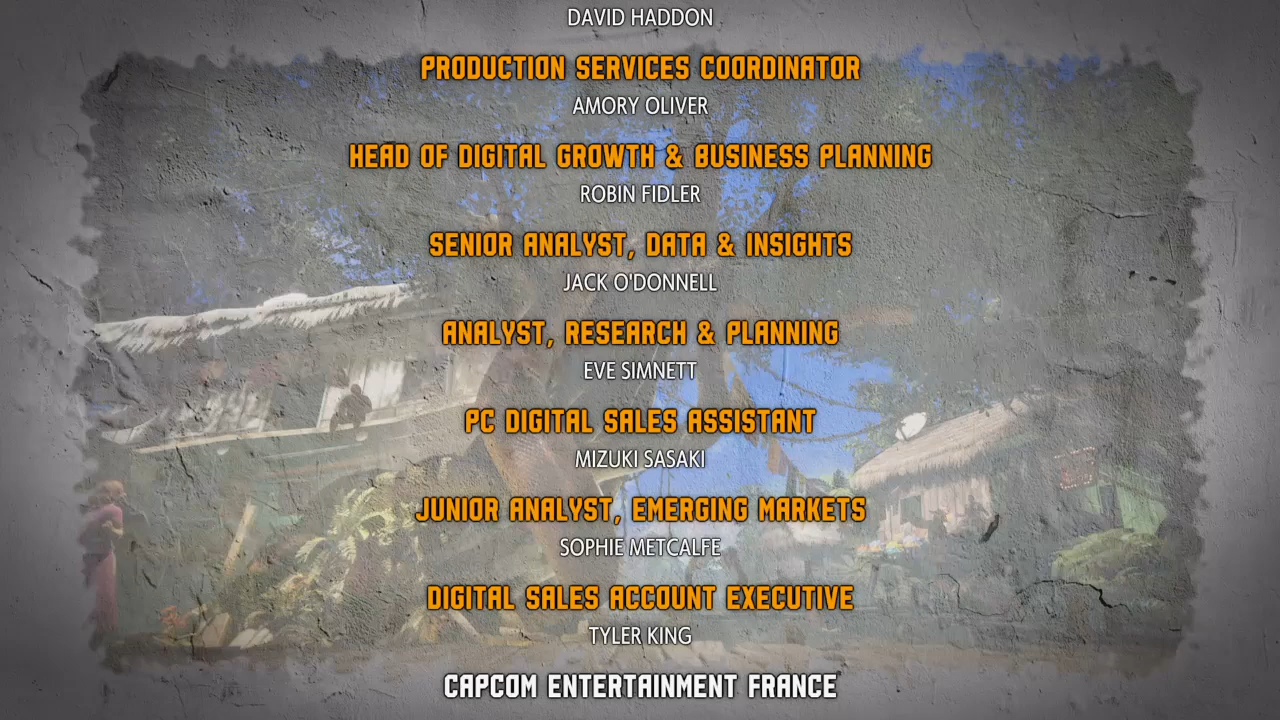 DAVID HADDON
PRODUCTION SERVICES COORDINATOR
AMORY OLIVER
HEAD OF DIGITAL GROWTH & BUSINESS PLANNING
ROBIN FIDLER
SENIOR ANALYST, DATA & INSIGHTS
JACK O'DONNELL
ANALYST, RESEARCH & PLANNING
EVE SIMNETT
PC DIGITAL SALES ASSISTANT
MIZUKI SASAKI
JUNIOR ANALYST, EMERGING MARKETS
SOPHIE METCALFE
DIGITAL SALES ACCOUNT EXECUTIVE
TYLER KING
CAPCOM ENTERTAINMENT FRANCE